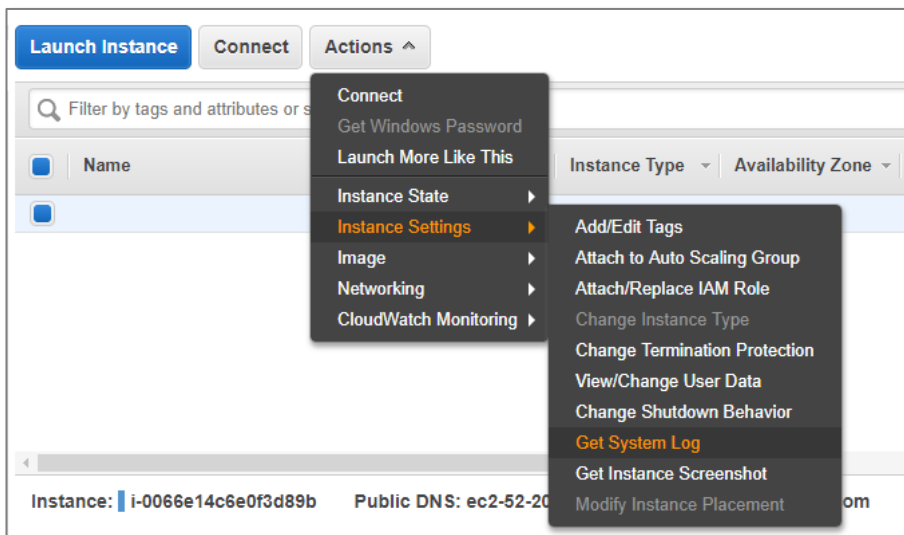 Launch Instance Connect Actions
Filter by tags and attributes or s
Connect
Get Windows Password
Launch More Like This
Instance State
Instance Settings
Image
Networking
CloudWatch Monitoring
Name Instance Type Availability Zone
Add/Edit Tags
Attach to Auto Scaling Group
Attach/Replace IAM Role
Change Instance Type
Change Termination Protection
View/Change User Data
Change Shutdown Behavior
Get System Log
Get Instance Screenshot
Modify Instance Placement
Instance: i-0066e14c6e0f3d89b Public DNS: ec2-52-20 om